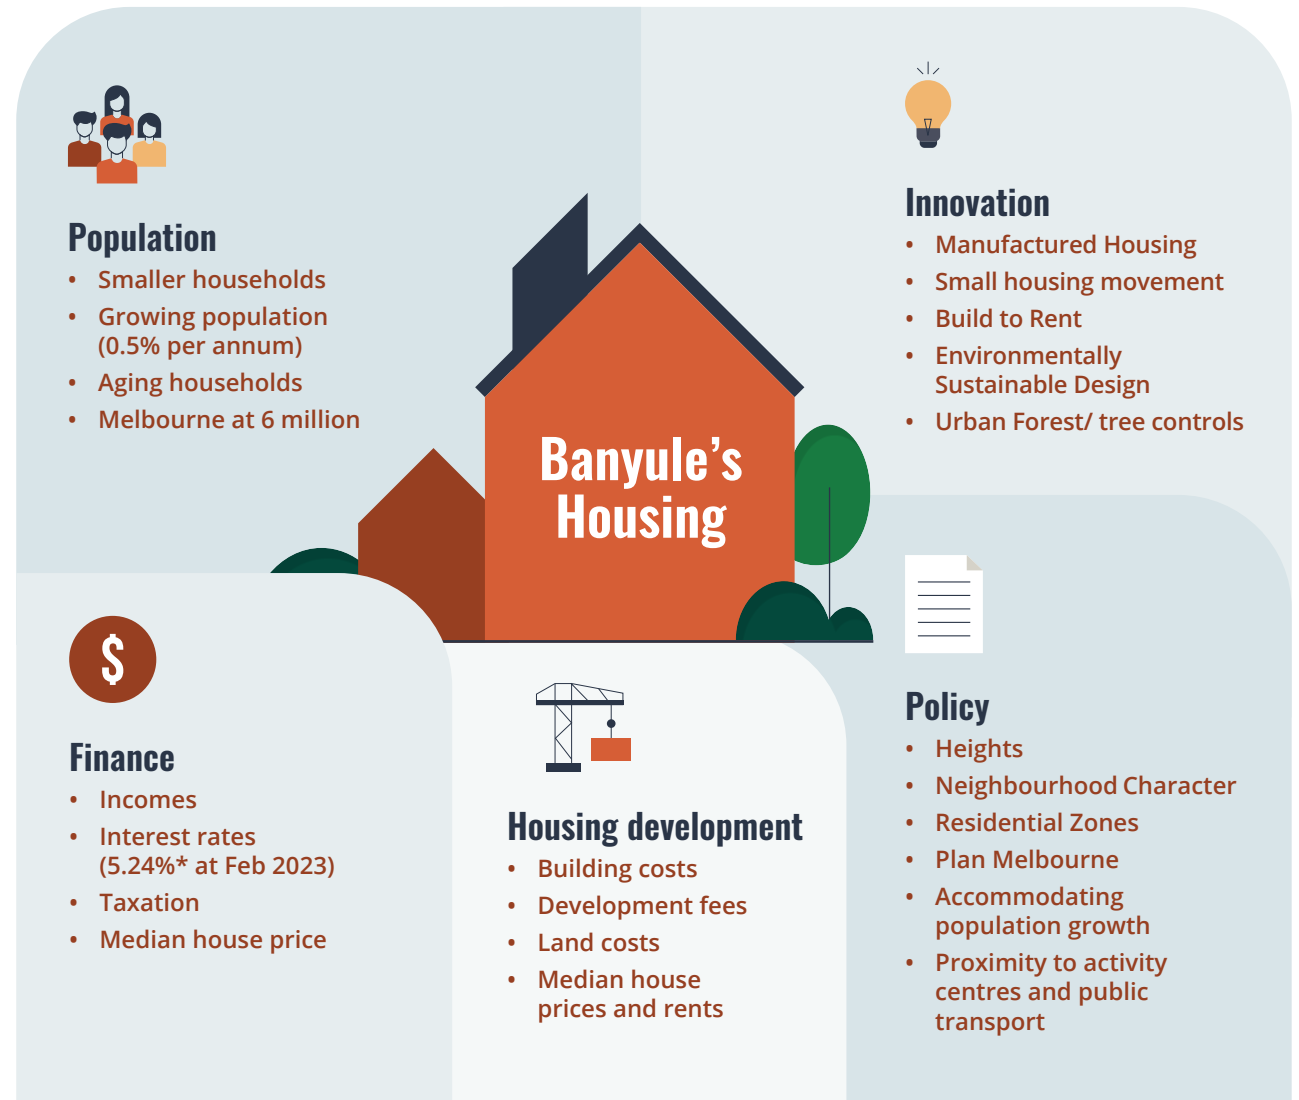 Population
• Smaller households
• Growing population
(0.5% per annum)
• Aging households
• Melbourne at 6 million
Innovation
• Manufactured Housing
• Small housing movement
• Build to Rent
• Environmentally
Sustainable Design
• Urban Forest/ tree controls
Banyule’s
Housing
$
Finance
• Incomes
• Interest rates
(5.24%* at Feb 2023)
• Taxation
• Median house price
Housing development
• Building costs
• Development fees
• Land costs
• Median house
prices and rents
Policy
• Heights
• Neighbourhood Character
• Residential Zones
• Plan Melbourne
• Accommodating
population growth
• Proximity to activity
centres and public
transport